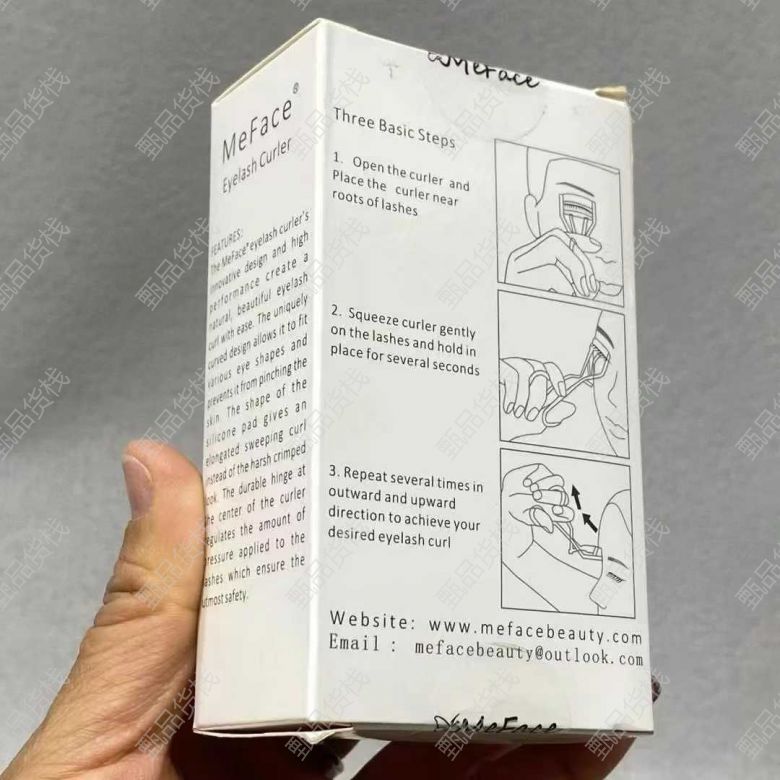 MeFace®
Eyelash Curler
FEATURES:
The MeFace® eyelash curler's
innovative design and high
performance create a
natural, beautiful eyelash
curl with ease. The uniquely
curved design allows it to fit
various eye shapes and
prevents it from pinching the
skin. The shape of the
silicone pad gives an
elongated sweeping curl
instead of the harsh crimped
look. The durable hinge at
the center of the curler
regulates the amount of
pressure applied to the
lashes which ensure the
utmost safety.
MeFace
Three Basic Steps
1. Open the curler and
Place the curler near
roots of lashes
2. Squeeze curler gently
on the lashes and hold in
place for several seconds
3. Repeat several times in
outward and upward
direction to achieve your
desired eyelash curl
Website: www.mefacebeauty.com
Email : mefacebeauty@outlook.com
甄品货栈